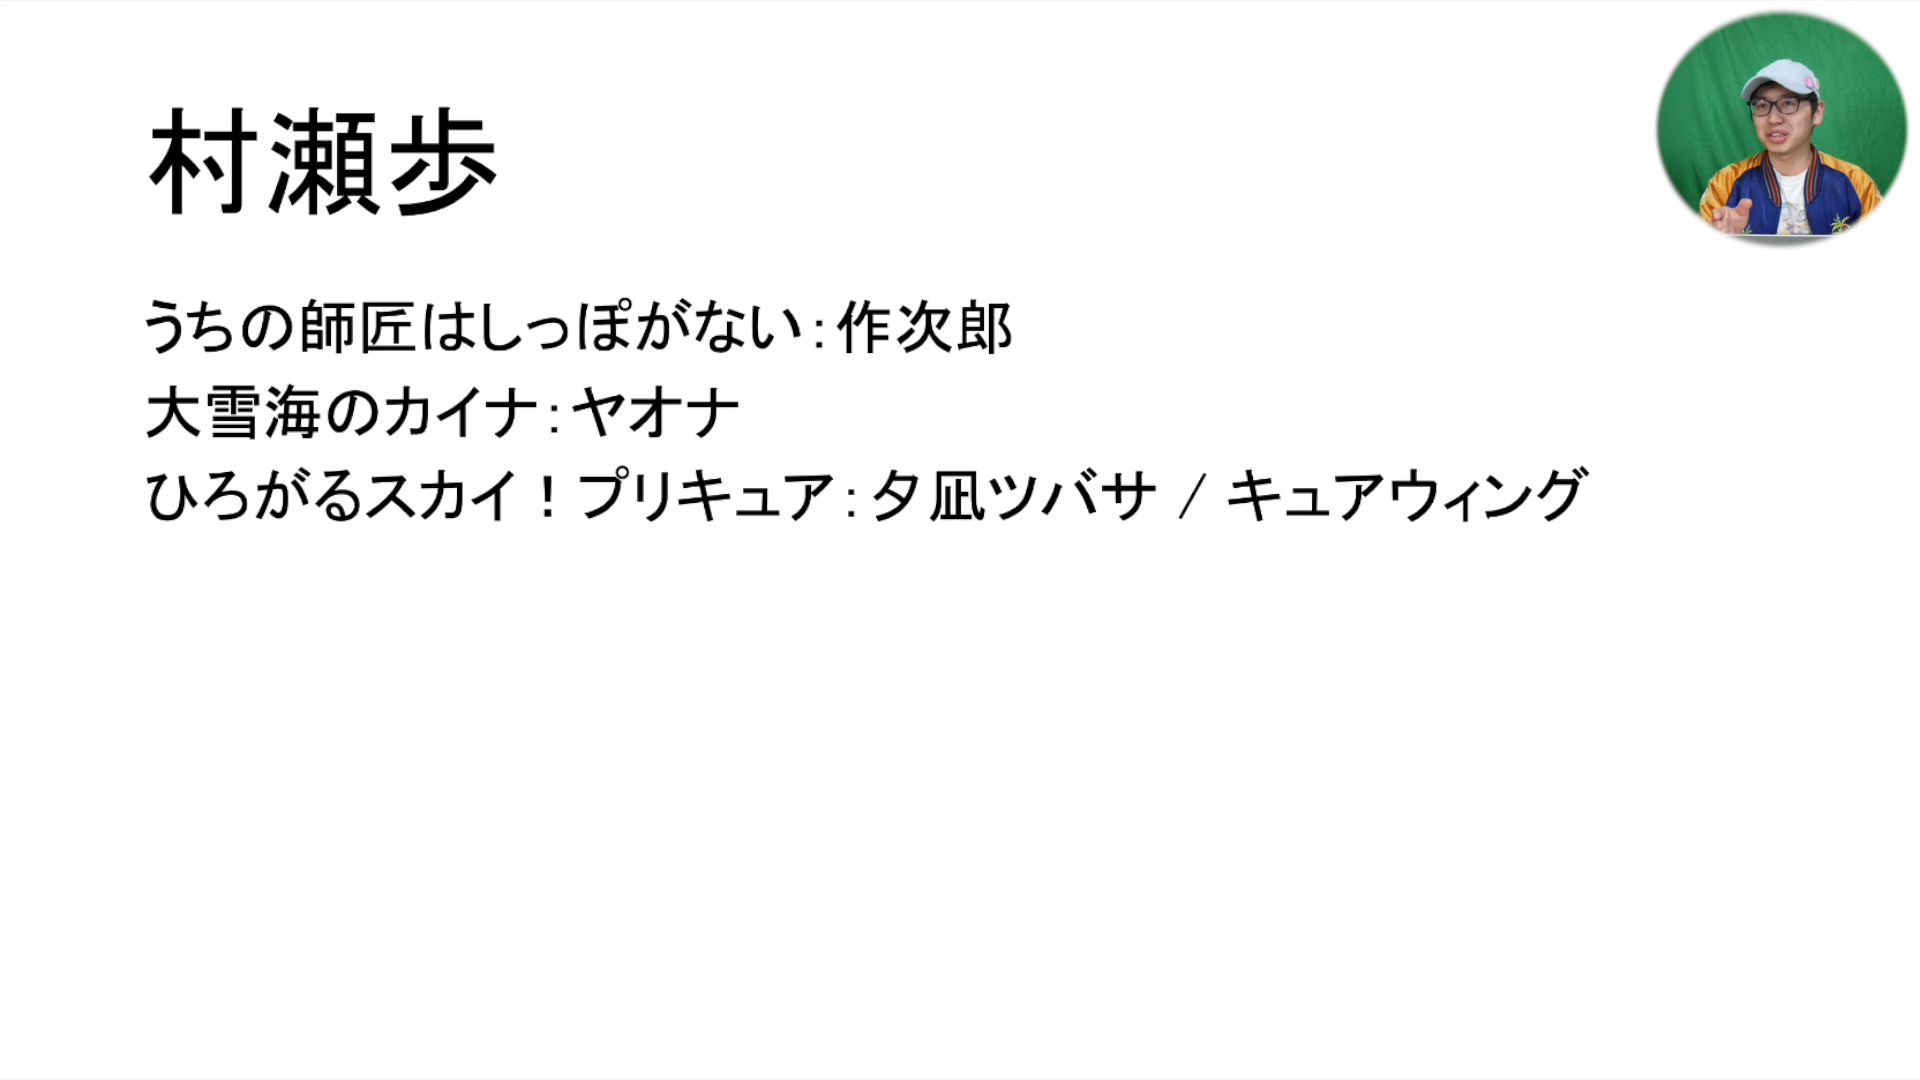 村瀬歩
うちの師匠はしっぽがない：作次郎
大雪海のカイナ：ヤオナ
ひろがるスカイ！プリキュア：夕凪ツバサ / キュアウィング